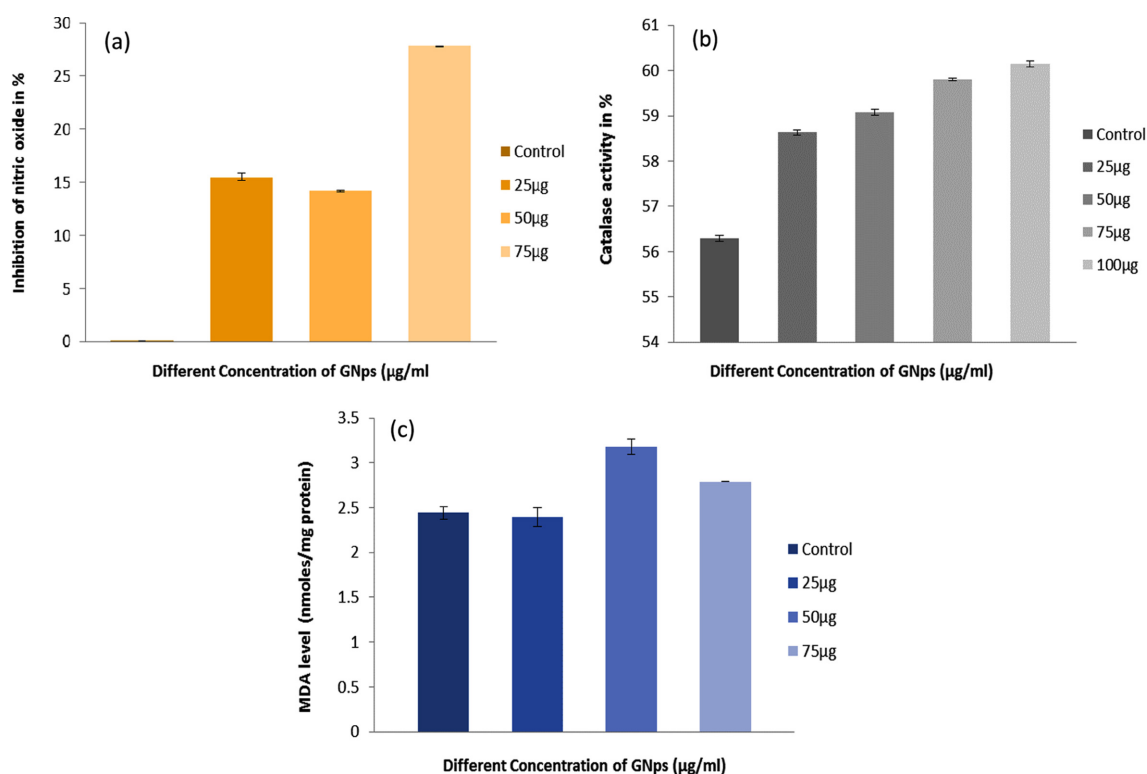 (a)
Inhibition of nitric oxide in %
30
25
20
15
10
5
0
Control
25µg
50µg
75µg
Different Concentration of GNps (µg/ml
(b)
Catalase activity in %
61
60
59
58
57
56
55
54
Control
25µg
50µg
75µg
100µg
Different Concentration of GNps (µg/ml)
(c)
MDA level (nmoles/mg protein)
3.5
3
2.5
2
1.5
1
0.5
0
Control
25µg
50µg
75µg
Different Concentration of GNps (µg/ml)